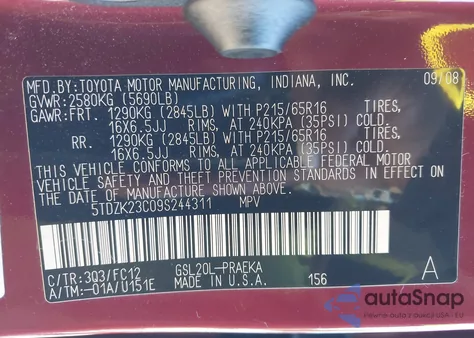 MFD.BY:TOYOTA MOTOR MANUFACTURING, INDIANA, INC. 09/08
GVWR:2580KG (5690LB)
GAWR:FRT. 1290KG (2845LB) WITH P215/65R16 TIRES,
16X6.5JJ RIMS, AT 240KPA (35PSI) COLD.
RR. 1290KG (2845LB) WITH P215/65R16 TIRES,
16X6.5JJ RIMS, AT 240KPA (35PSI) COLD.
THIS VEHICLE CONFORMS TO ALL APPLICABLE FEDERAL MOTOR
VEHICLE SAFETY AND THEFT PREVENTION STANDARDS IN EFFECT ON
THE DATE OF MANUFACTURE SHOWN ABOVE.
5TDZK23C09S244311 MPV
C/TR:3Q3/FC12 GSL20L-PRAEKA A
A/TM:-01A/U151E MADE IN U.S.A. 156
autoSnap